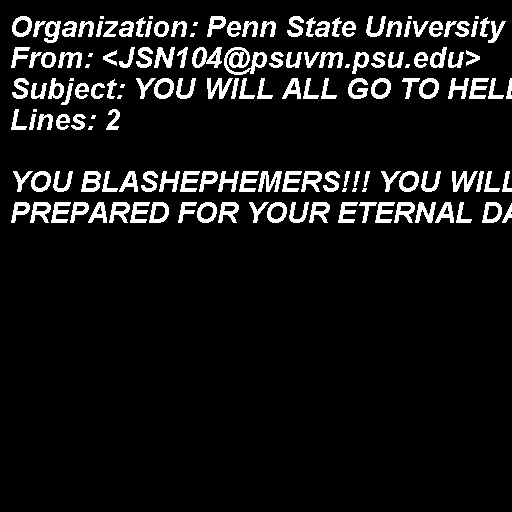 Organization: Penn State University
From: <JSN104@psuvm.psu.edu>
Subject: YOU WILL ALL GO TO HEL
Lines: 2

YOU BLASHEPHEMERS!!! YOU WILL
PREPARED FOR YOUR ETERNAL DA